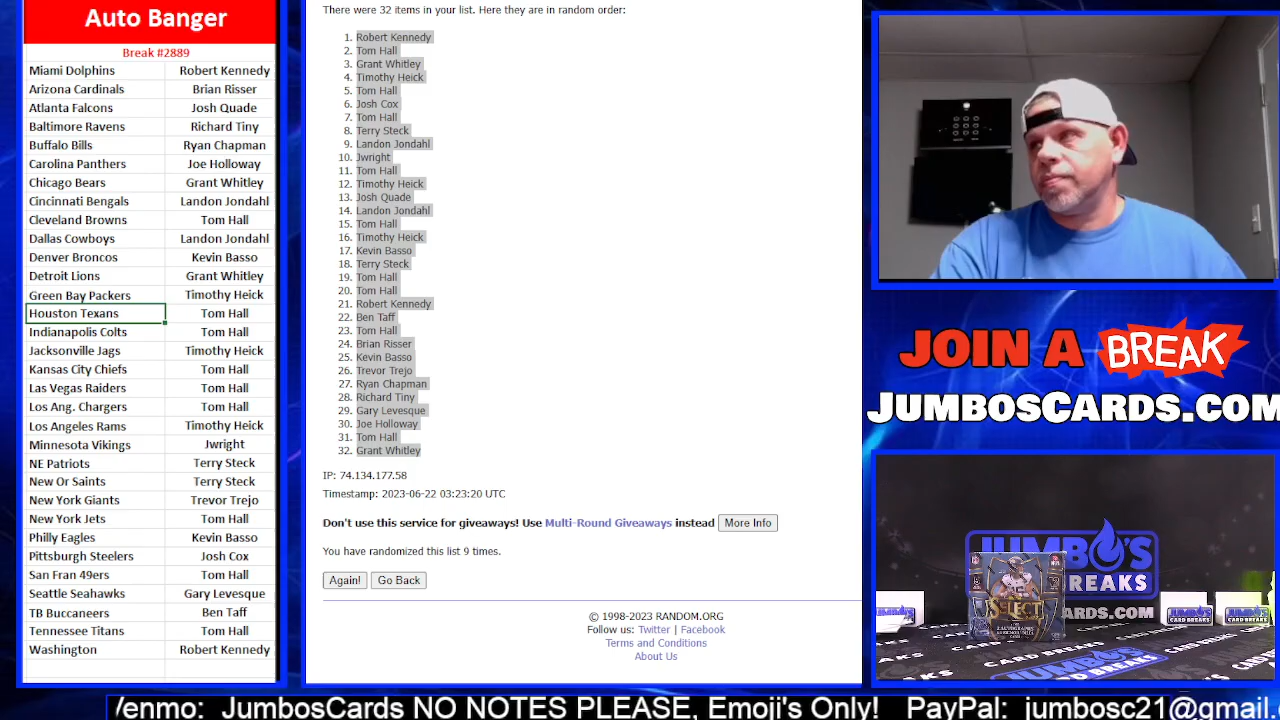 Auto Banger
Break #2889
Miami Dolphins Robert Kennedy
Arizona Cardinals Brian Risser
Atlanta Falcons Josh Quade
Baltimore Ravens Richard Tiny
Buffalo Bills Ryan Chapman
Carolina Panthers Joe Holloway
Chicago Bears Grant Whitley
Cincinnati Bengals Landon Jondahl
Cleveland Browns Tom Hall
Dallas Cowboys Landon Jondahl
Denver Broncos Kevin Basso
Detroit Lions Grant Whitley
Green Bay Packers Timothy Heick
Houston Texans Tom Hall
Indianapolis Colts Tom Hall
Jacksonville Jags Timothy Heick
Kansas City Chiefs Tom Hall
Las Vegas Raiders Tom Hall
Los Ang. Chargers Tom Hall
Los Angeles Rams Timothy Heick
Minnesota Vikings Jwright
NE Patriots Terry Steck
New Or Saints Terry Steck
New York Giants Trevor Trejo
New York Jets Tom Hall
Philly Eagles Kevin Basso
Pittsburgh Steelers Josh Cox
San Fran 49ers Tom Hall
Seattle Seahawks Gary Levesque
TB Buccaneers Ben Taff
Tennessee Titans Tom Hall
Washington Robert Kennedy
There were 32 items in your list. Here they are in random order:
1. Robert Kennedy
2. Tom Hall
3. Grant Whitley
4. Timothy Heick
5. Tom Hall
6. Josh Cox
7. Tom Hall
8. Terry Steck
9. Landon Jondahl
10. Jwright
11. Tom Hall
12. Timothy Heick
13. Josh Quade
14. Landon Jondahl
15. Tom Hall
16. Timothy Heick
17. Kevin Basso
18. Terry Steck
19. Tom Hall
20. Tom Hall
21. Robert Kennedy
22. Ben Taff
23. Tom Hall
24. Brian Risser
25. Kevin Basso
26. Trevor Trejo
27. Ryan Chapman
28. Richard Tiny
29. Gary Levesque
30. Joe Holloway
31. Tom Hall
32. Grant Whitley
IP: 74.134.177.58
Timestamp: 2023-06-22 03:23:20 UTC
Don't use this service for giveaways! Use Multi-Round Giveaways instead More Info
You have randomized this list 9 times.
Again! Go Back
© 1998-2023 RANDOM.ORG
Follow us: Twitter | Facebook
Terms and Conditions
About Us
JOIN A BREAK
JUMBOSCARDS.COM
JUMBO'S
BREAKS
CARDS.COM
SELECT
JUMBO'S
CARD BREAKS
JUMBO'S
CARD BREAKS
/enmo: JumbosCards NO NOTES PLEASE, Emoji's Only! PayPal: jumbosc21@gmail.